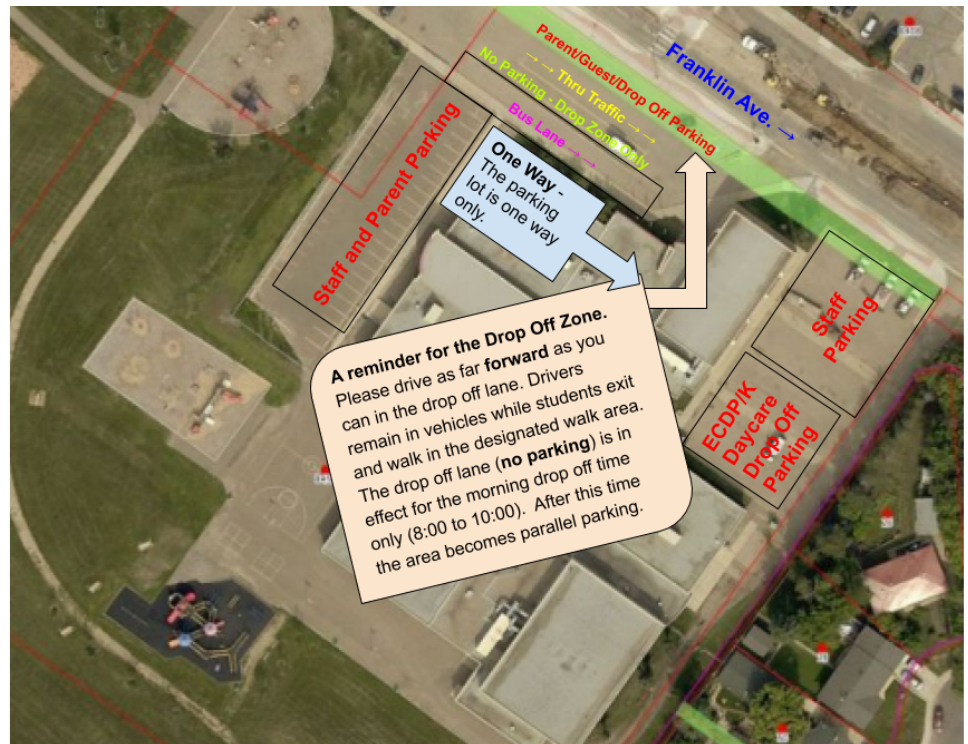 Parent/Guest/Drop Off Parking
→ → Thru Traffic → →
No Parking - Drop Zone Only
Bus Lane → →
Franklin Ave. →
Staff and Parent Parking
One Way -
The parking
lot is one way
only.
A reminder for the Drop Off Zone.
Please drive as far forward as you
can in the drop off lane. Drivers
remain in vehicles while students exit
and walk in the designated walk area.
The drop off lane (no parking) is in
effect for the morning drop off time
only (8:00 to 10:00). After this time
the area becomes parallel parking.
Staff
Parking
ECDP/K
Daycare
Drop Off
Parking